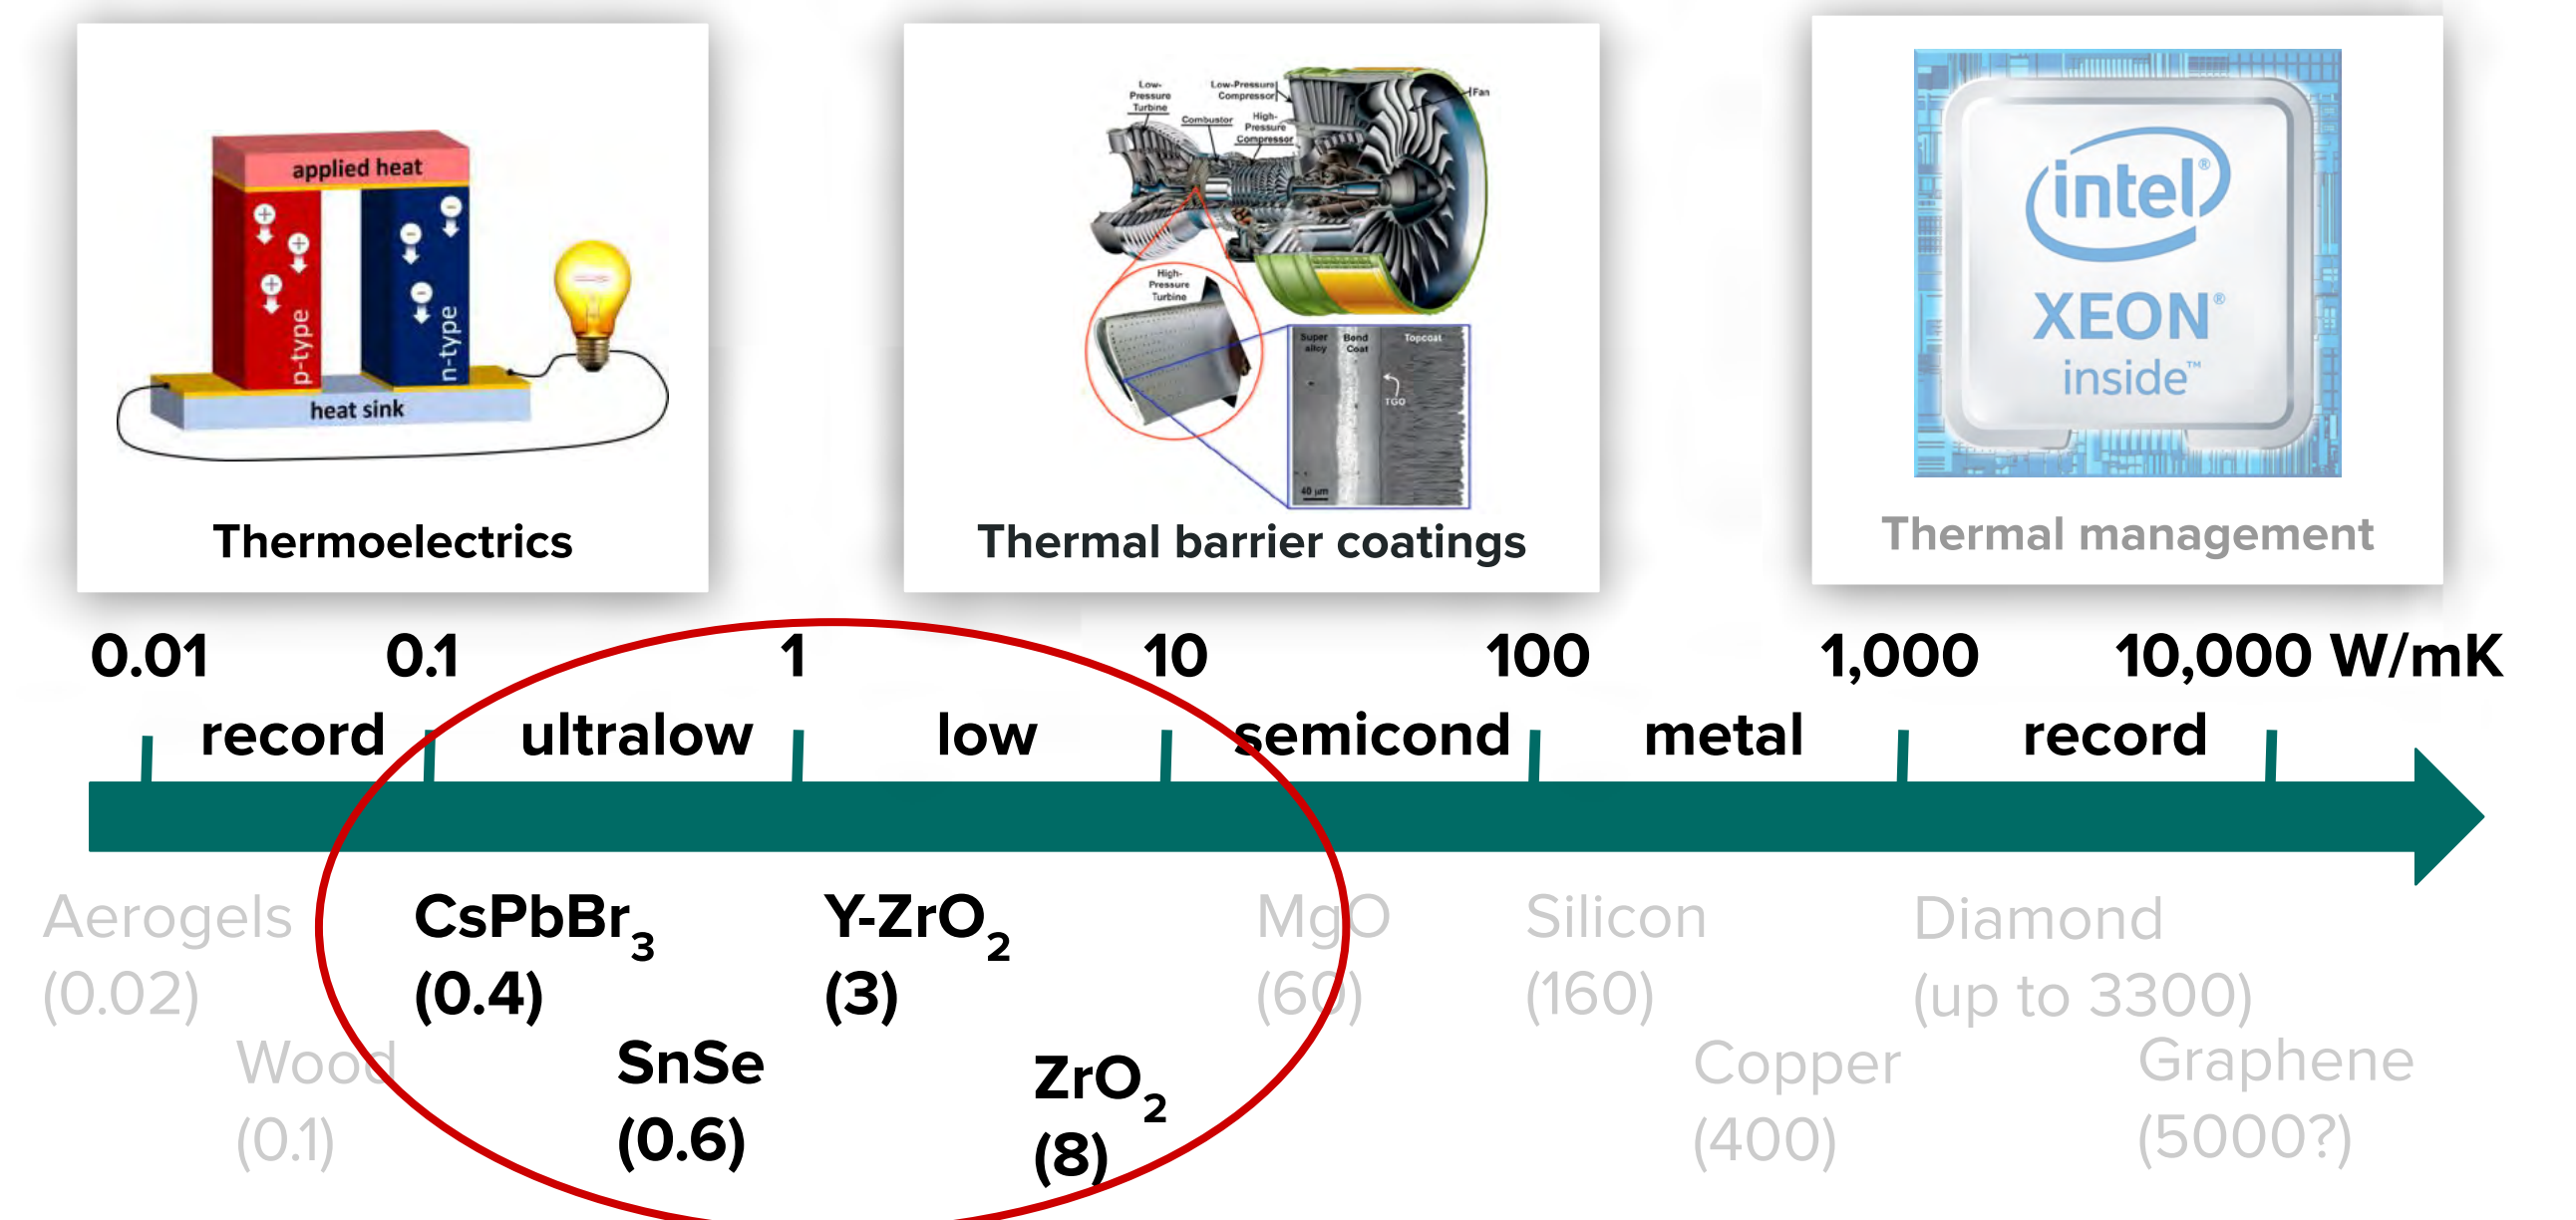 applied heat
p-type
n-type
heat sink
Thermoelectrics
Low-
Pressure
Turbine
Low-Pressure
Compressor
Fan
Combustor
High-
Pressure
Compressor
High-
Pressure
Turbine
Super
alloy
Bond
Coat
Topcoat
TGO
40 μm
Thermal barrier coatings
intel®
XEON®
inside™
Thermal management
0.01 0.1 1 10 100 1,000 10,000 W/mK
record ultralow low semicond metal record
Aerogels
(0.02)
Wood
(0.1)
CsPbBr₃
(0.4)
SnSe
(0.6)
Y-ZrO₂
(3)
ZrO₂
(8)
MgO
(60)
Silicon
(160)
Copper
(400)
Diamond
(up to 3300)
Graphene
(5000?)